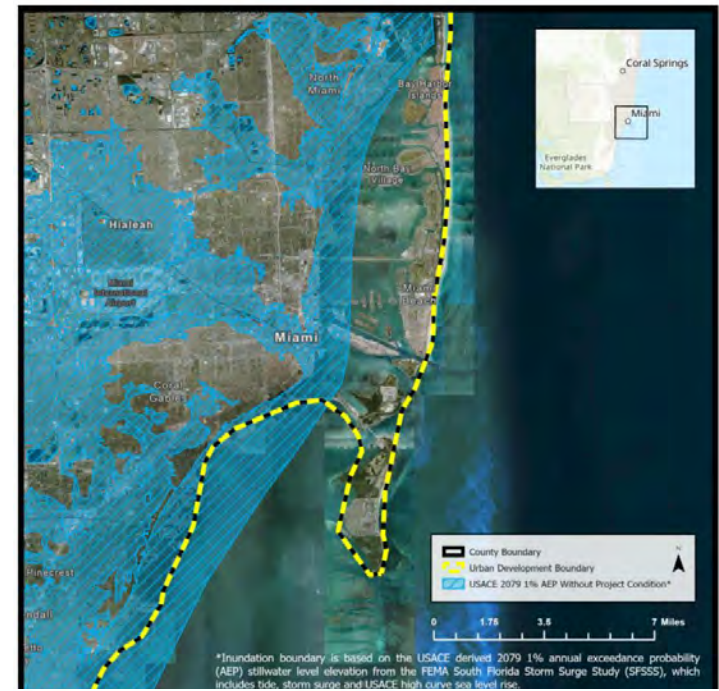 North
Miami
Bay Harbor
Islands
Coral Springs
Miami
Everglades
National Park
North Bay
Village
Hialeah
Miami
International
Airport
Miami
Beach
Miami
Coral
Gables
Pinecrest
ndall
County Boundary
Urban Development Boundary
USACE 2079 1% AEP Without Project Condition*
N
0 1.75 3.5 7 Miles
*Inundation boundary is based on the USACE derived 2079 1% annual exceedance probability
(AEP) stillwater level elevation from the FEMA South Florida Storm Surge Study (SFSSS), which
includes tide, storm surge and USACE high curve sea level rise.